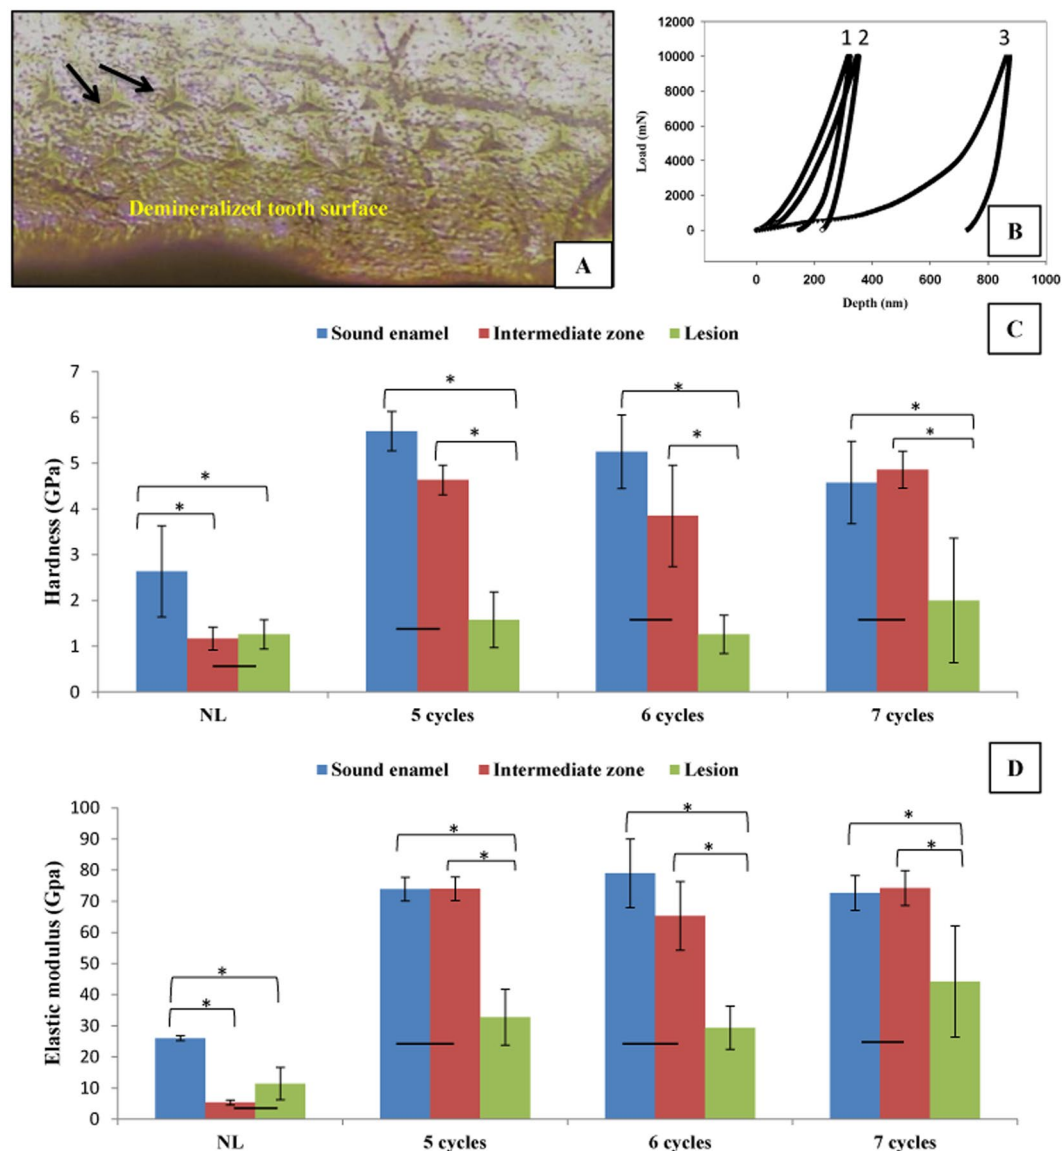 Demineralized tooth surface
A
1 2 3
12000
10000
8000
6000
4000
2000
0
Load (mN)
0 200 400 600 800 1000
Depth (nm)
B
Sound enamel Intermediate zone Lesion
C
7
6
5
4
3
2
1
0
Hardness (GPa)
* * * * * * * *
NL 5 cycles 6 cycles 7 cycles
Sound enamel Intermediate zone Lesion
D
100
90
80
70
60
50
40
30
20
10
0
Elastic modulus (Gpa)
* * * * * * * *
NL 5 cycles 6 cycles 7 cycles